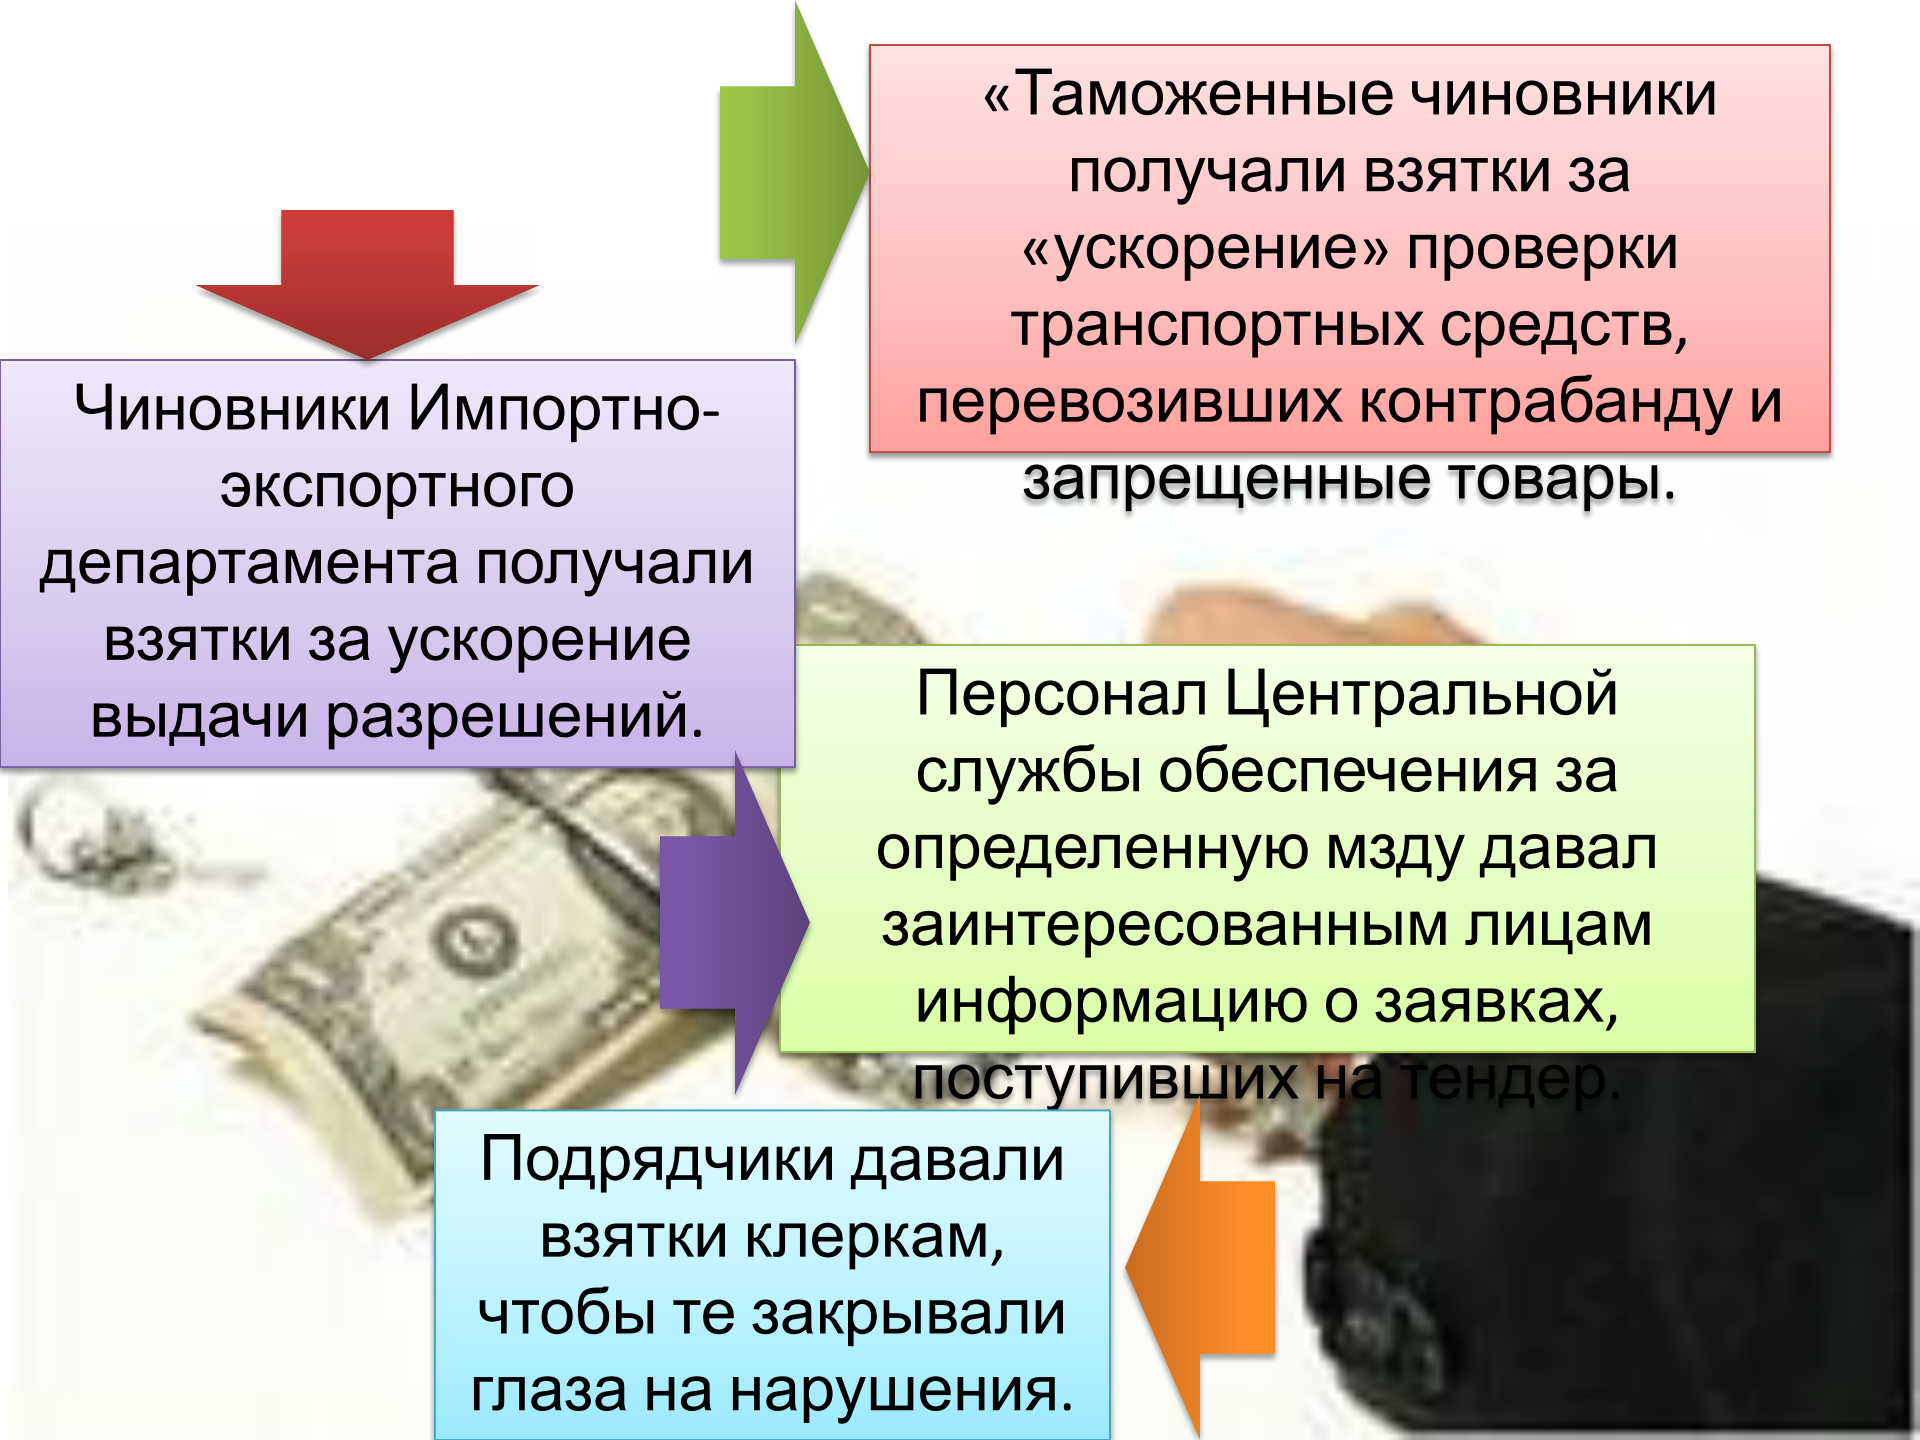 «Таможенные чиновники
получали взятки за
«ускорение» проверки
транспортных средств,
перевозивших контрабанду и
запрещенные товары.
Чиновники Импортно-
экспортного
департамента получали
взятки за ускорение
выдачи разрешений.
Персонал Центральной
службы обеспечения за
определенную мзду давал
заинтересованным лицам
информацию о заявках,
поступивших на тендер.
Подрядчики давали
взятки клеркам,
чтобы те закрывали
глаза на нарушения.